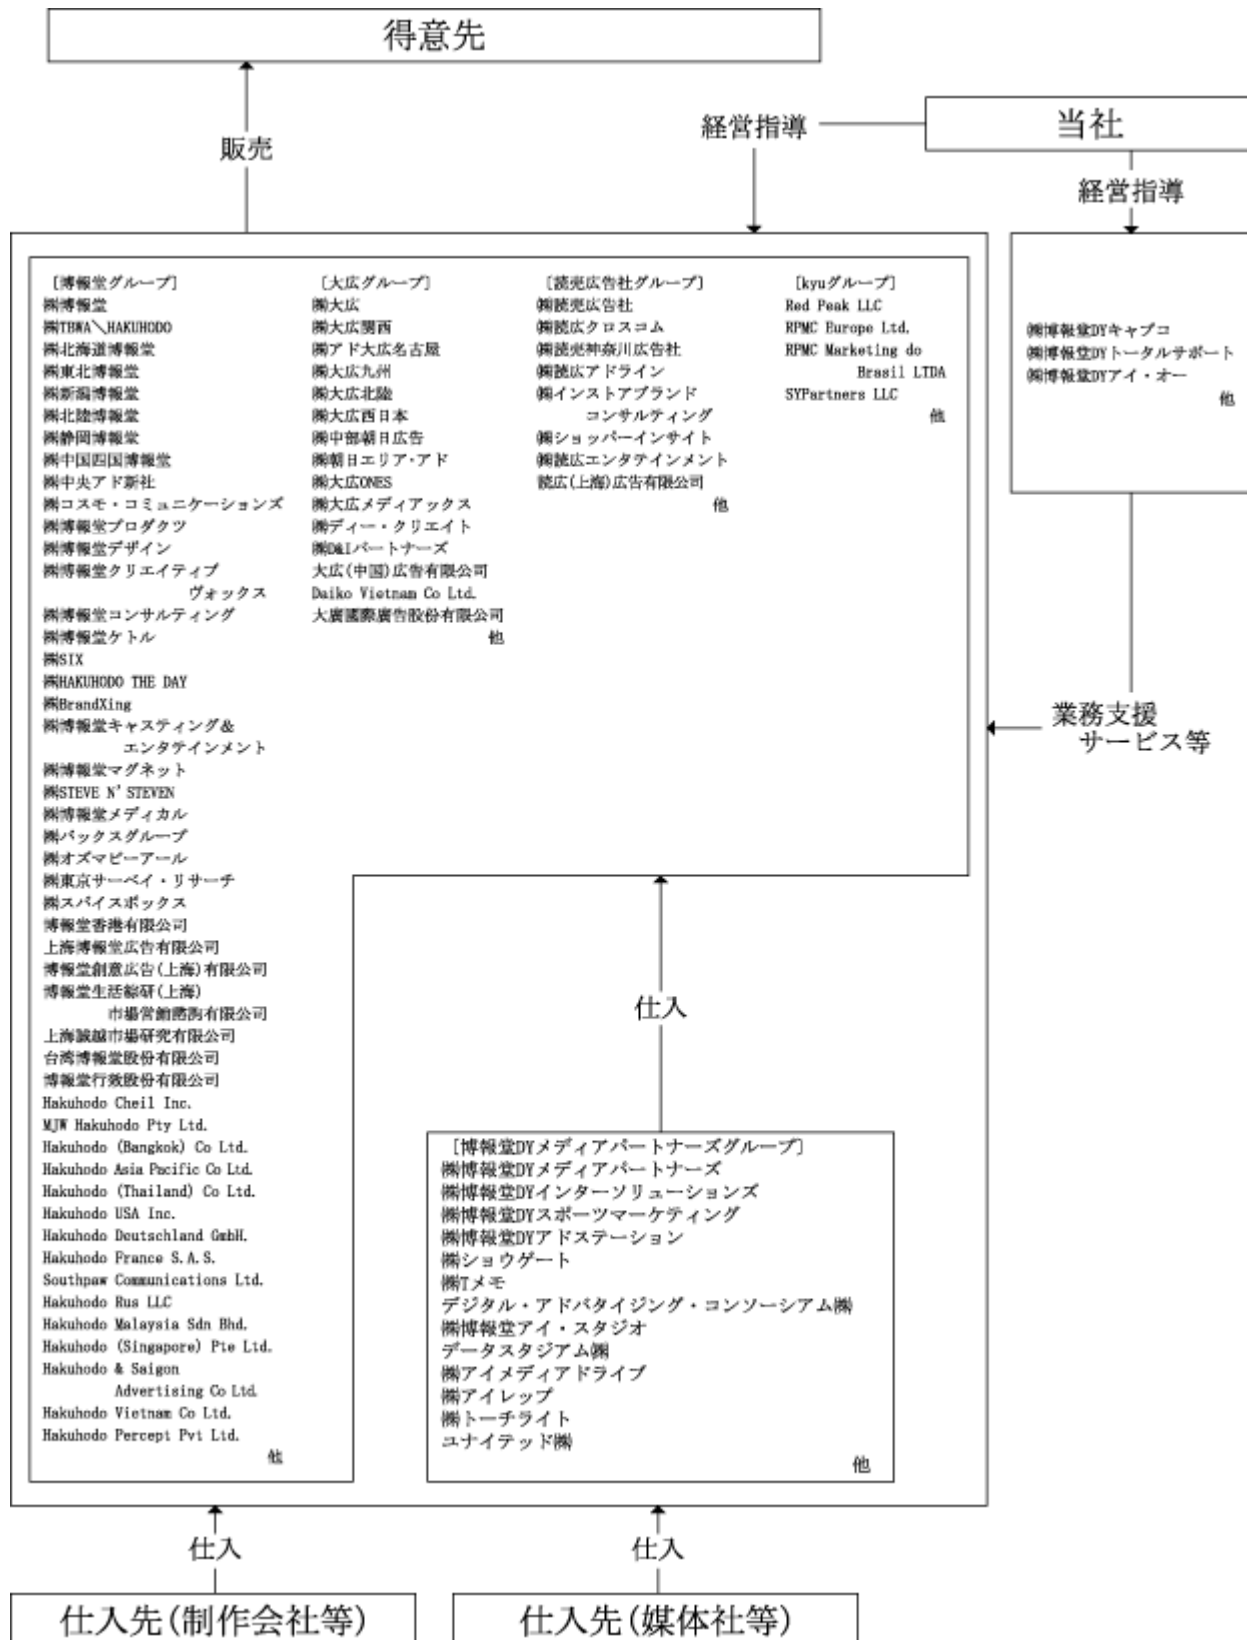 得意先
販売
経営指導
当社
経営指導
[博報堂グループ]
㈱博報堂
㈱TBWA＼HAKUHODO
㈱北海道博報堂
㈱東北博報堂
㈱新潟博報堂
㈱北陸博報堂
㈱静岡博報堂
㈱中国四国博報堂
㈱中央アド新社
㈱コスモ・コミュニケーションズ
㈱博報堂プロダクツ
㈱博報堂デザイン
㈱博報堂クリエイティブ
ヴォックス
㈱博報堂コンサルティング
㈱博報堂ケトル
㈱SIX
㈱HAKUHODO THE DAY
㈱BrandXing
㈱博報堂キャスティング＆
エンタテインメント
㈱博報堂マグネット
㈱STEVE N' STEVEN
㈱博報堂メディカル
㈱バックスグループ
㈱オズマピーアール
㈱東京サーベイ・リサーチ
㈱スパイスボックス
博報堂香港有限公司
上海博報堂広告有限公司
博報堂創意広告(上海)有限公司
博報堂生活綜研(上海)
市場営銷諮詢有限公司
上海誠越市場研究有限公司
台湾博報堂股份有限公司
博報堂行效股份有限公司
Hakuhodo Cheil Inc.
MJW Hakuhodo Pty Ltd.
Hakuhodo (Bangkok) Co Ltd.
Hakuhodo Asia Pacific Co Ltd.
Hakuhodo (Thailand) Co Ltd.
Hakuhodo USA Inc.
Hakuhodo Deutschland GmbH.
Hakuhodo France S.A.S.
Southpaw Communications Ltd.
Hakuhodo Rus LLC
Hakuhodo Malaysia Sdn Bhd.
Hakuhodo (Singapore) Pte Ltd.
Hakuhodo & Saigon
Advertising Co Ltd.
Hakuhodo Vietnam Co Ltd.
Hakuhodo Percept Pvt Ltd.
他
[大広グループ]
㈱大広
㈱大広関西
㈱アド大広名古屋
㈱大広九州
㈱大広北陸
㈱大広西日本
㈱中部朝日広告
㈱朝日エリア・アド
㈱大広ONES
㈱大広メディアックス
㈱ディー・クリエイト
㈱D&Iパートナーズ
大広(中国)広告有限公司
Daiko Vietnam Co Ltd.
大廣國際廣告股份有限公司
他
[読売広告社グループ]
㈱読売広告社
㈱読広クロスコム
㈱読売神奈川広告社
㈱読広アドライン
㈱インストアブランド
コンサルティング
㈱ショッパーインサイト
㈱読広エンタテインメント
読広(上海)広告有限公司
他
[kyuグループ]
Red Peak LLC
RPMC Europe Ltd.
RPMC Marketing do
Brasil LTDA
SYPartners LLC
他
㈱博報堂DYキャプコ
㈱博報堂DYトータルサポート
㈱博報堂DYアイ・オー
他
業務支援
サービス等
仕入
[博報堂DYメディアパートナーズグループ]
㈱博報堂DYメディアパートナーズ
㈱博報堂DYインターソリューションズ
㈱博報堂DYスポーツマーケティング
㈱博報堂DYアドステーション
㈱ショウゲート
㈱Tメモ
デジタル・アドバタイジング・コンソーシアム㈱
㈱博報堂アイ・スタジオ
データスタジアム㈱
㈱アイメディアドライブ
㈱アイレップ
㈱トーチライト
ユナイテッド㈱
他
仕入
仕入
仕入先(制作会社等)
仕入先(媒体社等)